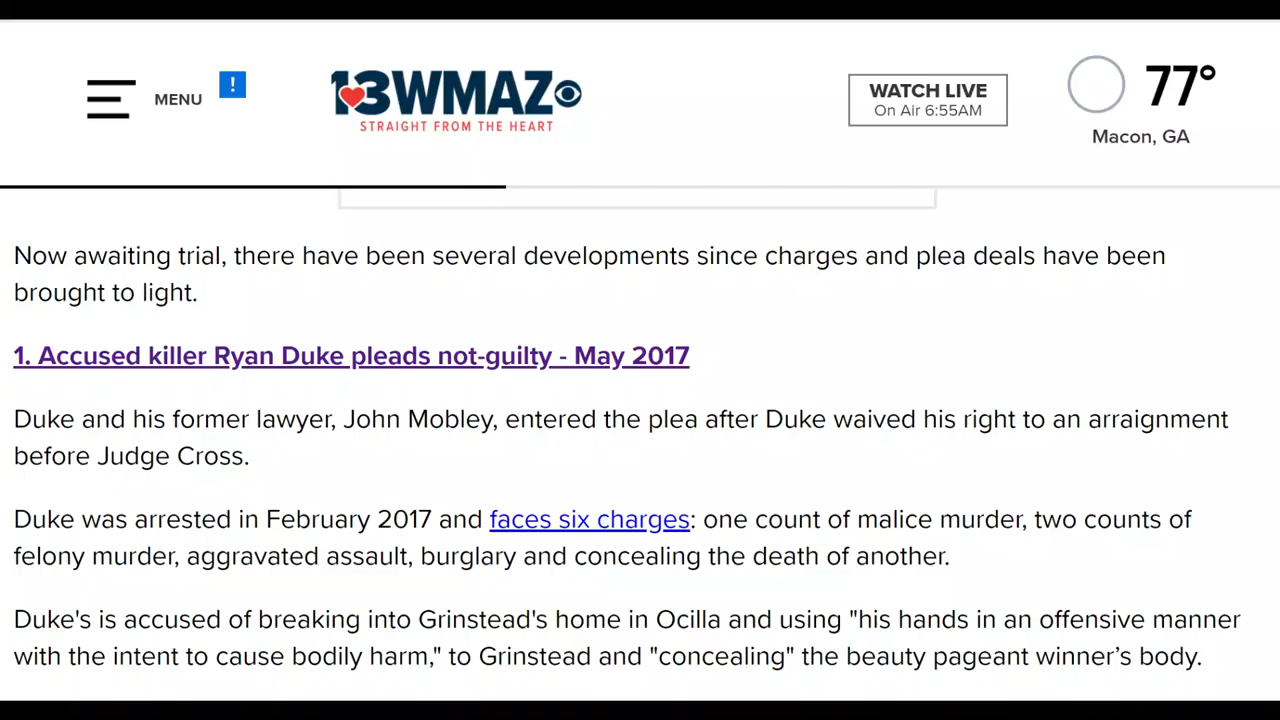 MENU
!
13WMAZ
STRAIGHT FROM THE HEART
WATCH LIVE
On Air 6:55AM
77°
Macon, GA
Now awaiting trial, there have been several developments since charges and plea deals have been
brought to light.
1. Accused killer Ryan Duke pleads not-guilty - May 2017
Duke and his former lawyer, John Mobley, entered the plea after Duke waived his right to an arraignment
before Judge Cross.
Duke was arrested in February 2017 and faces six charges: one count of malice murder, two counts of
felony murder, aggravated assault, burglary and concealing the death of another.
Duke's is accused of breaking into Grinstead's home in Ocilla and using "his hands in an offensive manner
with the intent to cause bodily harm," to Grinstead and "concealing" the beauty pageant winner’s body.